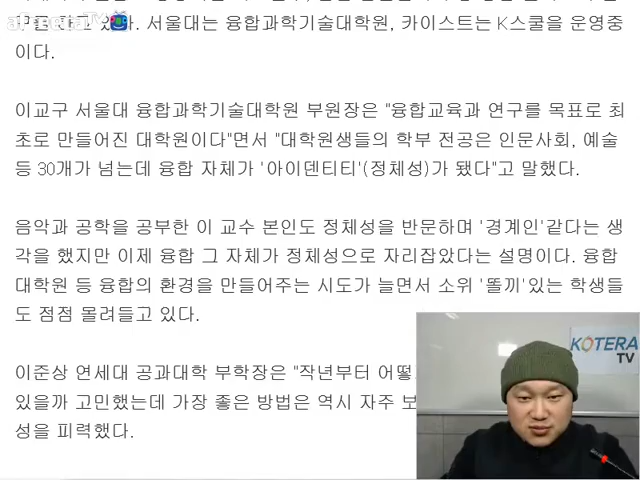 하고 있다. 서울대는 융합과학기술대학원, 카이스트는 K스쿨을 운영중
이다.
이교구 서울대 융합과학기술대학원 부원장은 "융합교육과 연구를 목표로 최
초로 만들어진 대학원이다"면서 "대학원생들의 학부 전공은 인문사회, 예술
등 30개가 넘는데 융합 자체가 '아이덴티티'(정체성)가 됐다"고 말했다.
음악과 공학을 공부한 이 교수 본인도 정체성을 반문하며 '경계인'같다는 생
각을 했지만 이제 융합 그 자체가 정체성으로 자리잡았다는 설명이다. 융합
대학원 등 융합의 환경을 만들어주는 시도가 늘면서 소위 '똘끼'있는 학생들
도 점점 몰려들고 있다.
이준상 연세대 공과대학 부학장은 "작년부터
있을까 고민했는데 가장 좋은 방법은 역시 자주
성을 피력했다.
KOTERA
TV